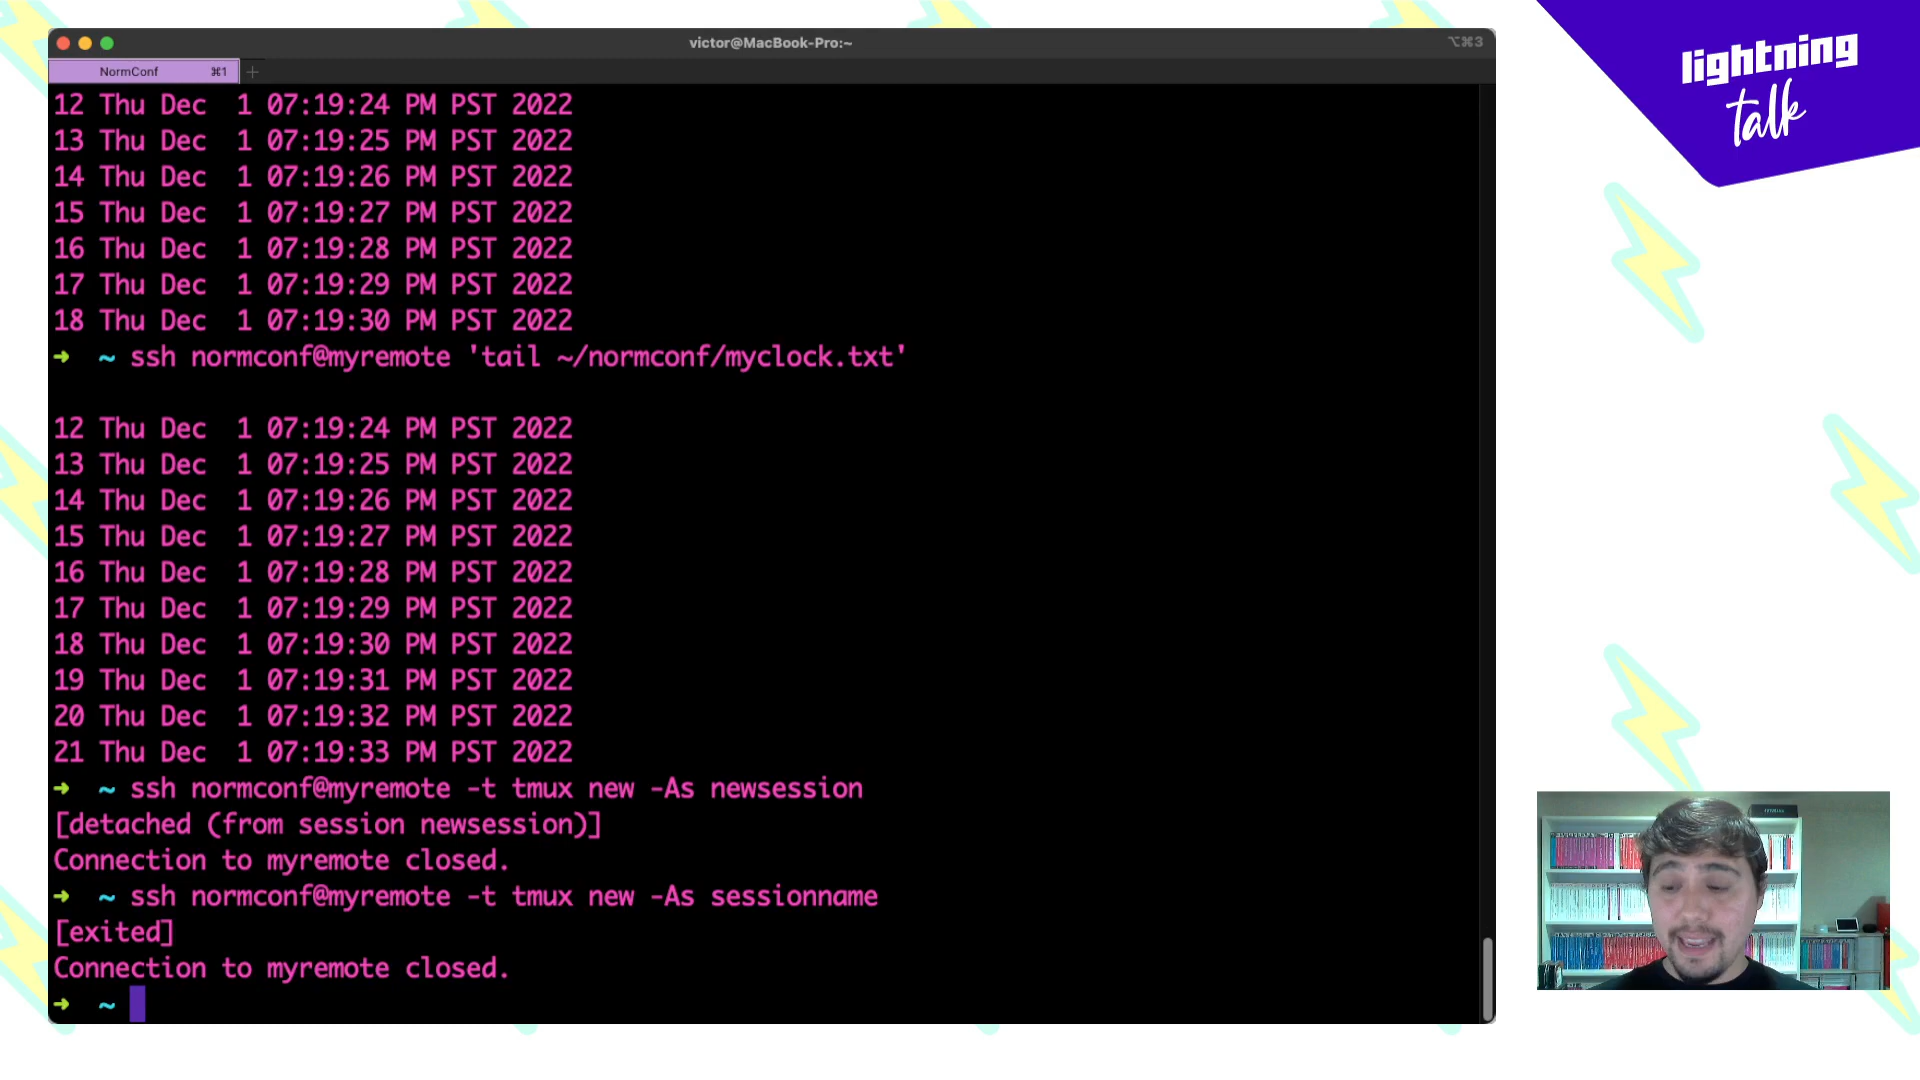 victor@MacBook-Pro:~
⌥⌘3
NormConf ⌘1 +
12 Thu Dec  1 07:19:24 PM PST 2022
13 Thu Dec  1 07:19:25 PM PST 2022
14 Thu Dec  1 07:19:26 PM PST 2022
15 Thu Dec  1 07:19:27 PM PST 2022
16 Thu Dec  1 07:19:28 PM PST 2022
17 Thu Dec  1 07:19:29 PM PST 2022
18 Thu Dec  1 07:19:30 PM PST 2022
➜  ~ ssh normconf@myremote 'tail ~/normconf/myclock.txt'
12 Thu Dec  1 07:19:24 PM PST 2022
13 Thu Dec  1 07:19:25 PM PST 2022
14 Thu Dec  1 07:19:26 PM PST 2022
15 Thu Dec  1 07:19:27 PM PST 2022
16 Thu Dec  1 07:19:28 PM PST 2022
17 Thu Dec  1 07:19:29 PM PST 2022
18 Thu Dec  1 07:19:30 PM PST 2022
19 Thu Dec  1 07:19:31 PM PST 2022
20 Thu Dec  1 07:19:32 PM PST 2022
21 Thu Dec  1 07:19:33 PM PST 2022
➜  ~ ssh normconf@myremote -t tmux new -As newsession
[detached (from session newsession)]
Connection to myremote closed.
➜  ~ ssh normconf@myremote -t tmux new -As sessionname
[exited]
Connection to myremote closed.
➜  ~
lightning
talk